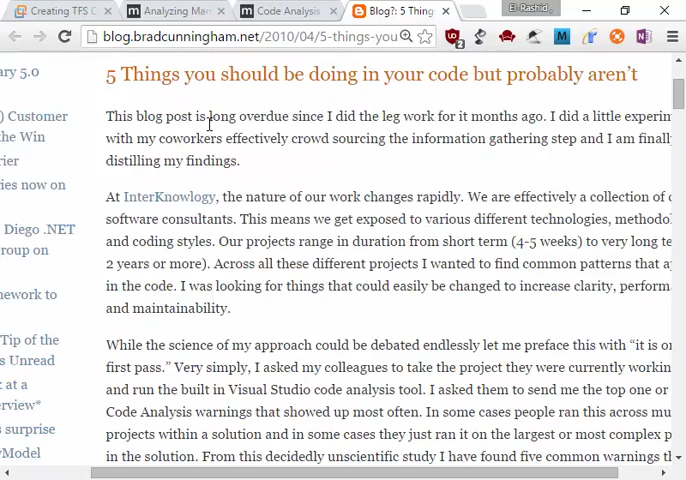 El-Rashid
Creating TFS C
Analyzing Man
Code Analysis
Blog?: 5 Thing
blog.bradcunningham.net/2010/04/5-things-you
ary 5.0
) Customer
the Win
rier
ries now on
Diego .NET
roup on
nework to
Tip of the
s Unread
k at a
erview*
s surprise
wModel
5 Things you should be doing in your code but probably aren't
This blog post is long overdue since I did the leg work for it months ago. I did a little experim
with my coworkers effectively crowd sourcing the information gathering step and I am finall
distilling my findings.
At InterKnowlogy, the nature of our work changes rapidly. We are effectively a collection of
software consultants. This means we get exposed to various different technologies, methodo
and coding styles. Our projects range in duration from short term (4-5 weeks) to very long te
2 years or more). Across all these different projects I wanted to find common patterns that a
in the code. I was looking for things that could easily be changed to increase clarity, perform
and maintainability.
While the science of my approach could be debated endlessly let me preface this with “it is o
first pass.” Very simply, I asked my colleagues to take the project they were currently workin
and run the built in Visual Studio code analysis tool. I asked them to send me the top one or
Code Analysis warnings that showed up most often. In some cases people ran this across mu
projects within a solution and in some cases they just ran it on the largest or most complex p
in the solution. From this decidedly unscientific study I have found five common warnings th